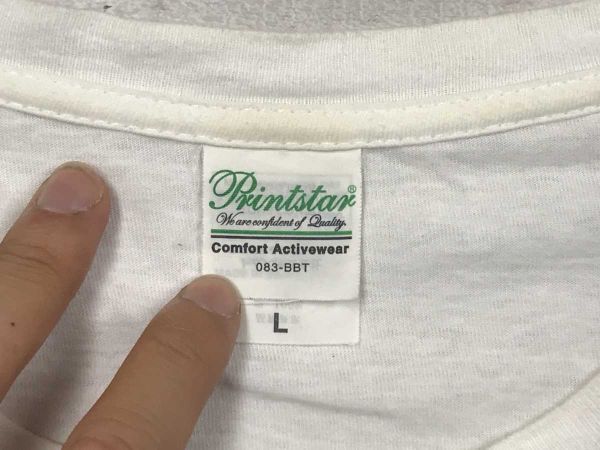 Printstar®
We are confident of Quality.
Comfort Activewear
083-BBT
L